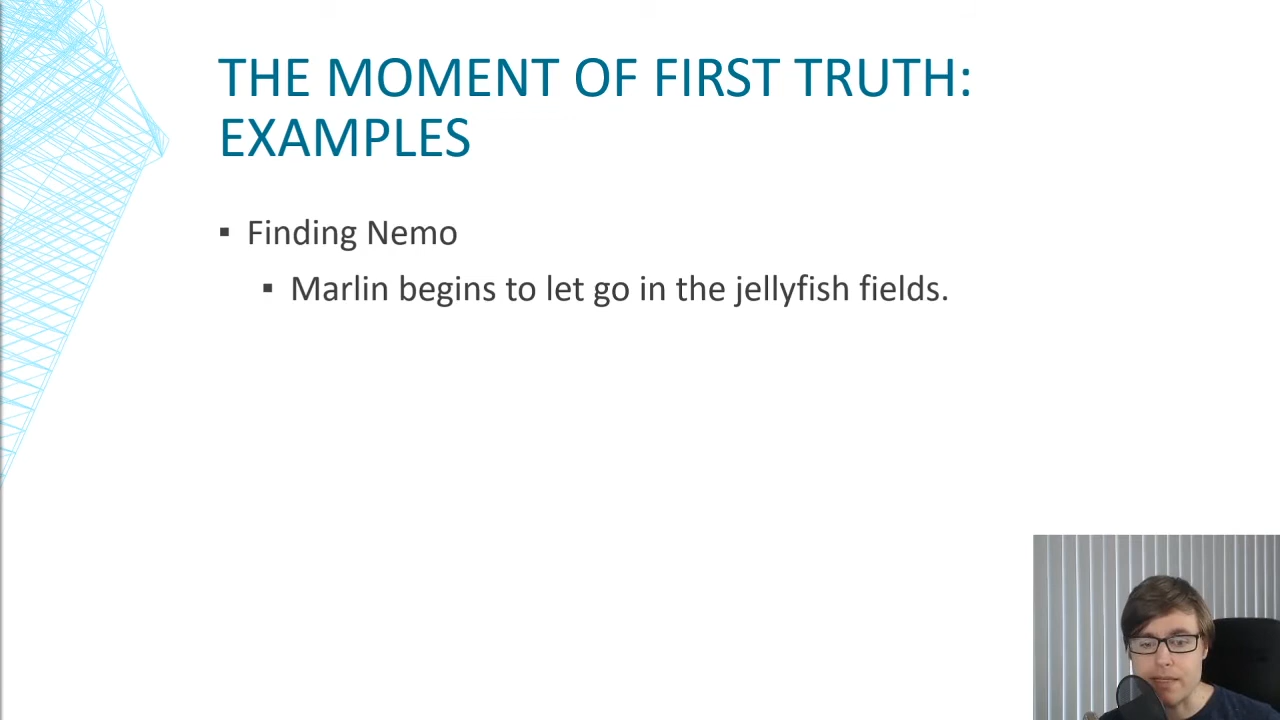 THE MOMENT OF FIRST TRUTH:
EXAMPLES
▪ Finding Nemo
▪ Marlin begins to let go in the jellyfish fields.